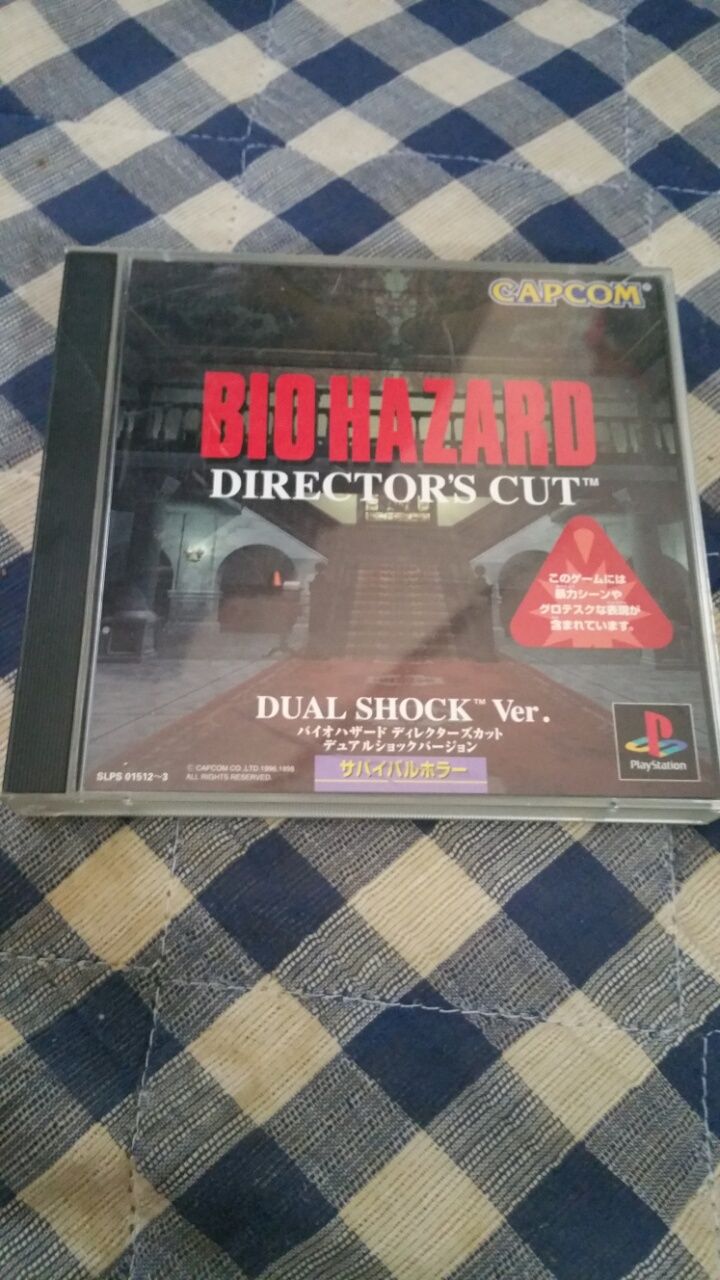 CAPCOM®
BIOHAZARD
DIRECTOR'S CUT™
このゲームには
暴力シーンや
グロテスクな表現が
含まれています。
DUAL SHOCK™ Ver.
バイオハザード ディレクターズカット
デュアルショックバージョン
サバイバルホラー
SLPS 01512～3
© CAPCOM CO.,LTD.1996,1998
ALL RIGHTS RESERVED.
PlayStation